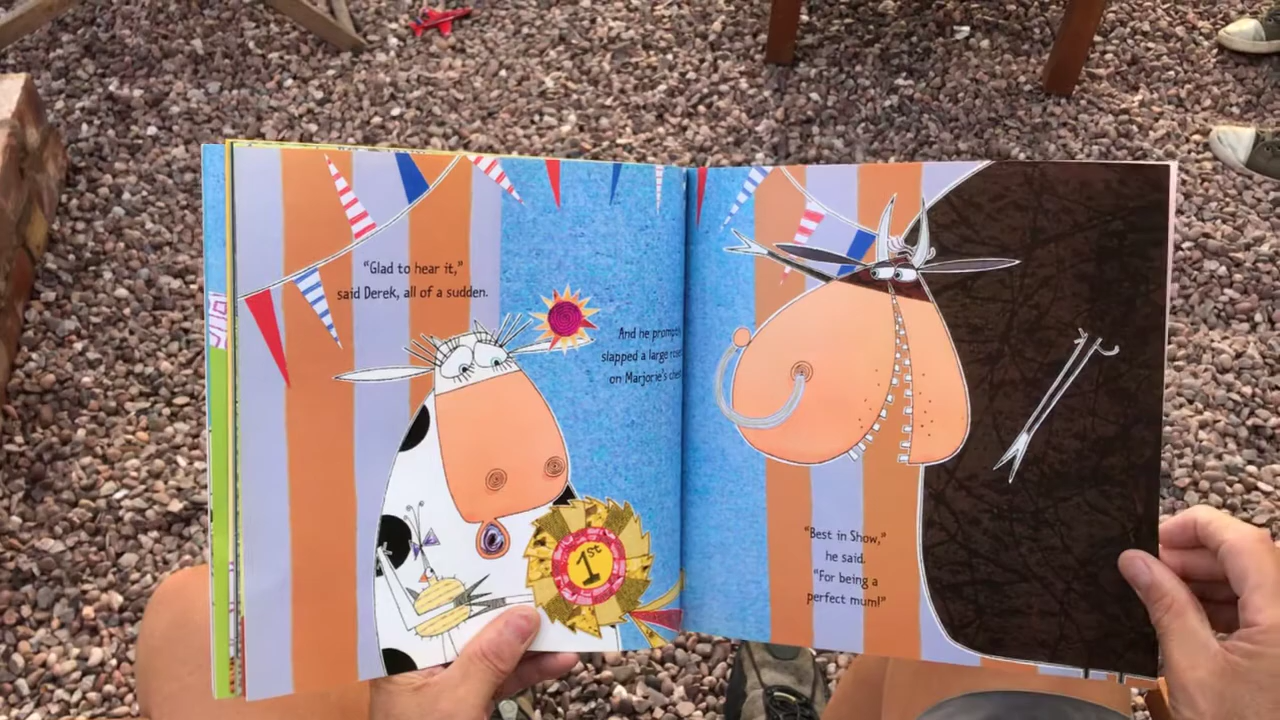 "Glad to hear it,"
said Derek, all of a sudden.
And he promptly
slapped a large
on Marjorie's chest
1st
"Best in Show,"
he said.
"For being a
perfect mum!"